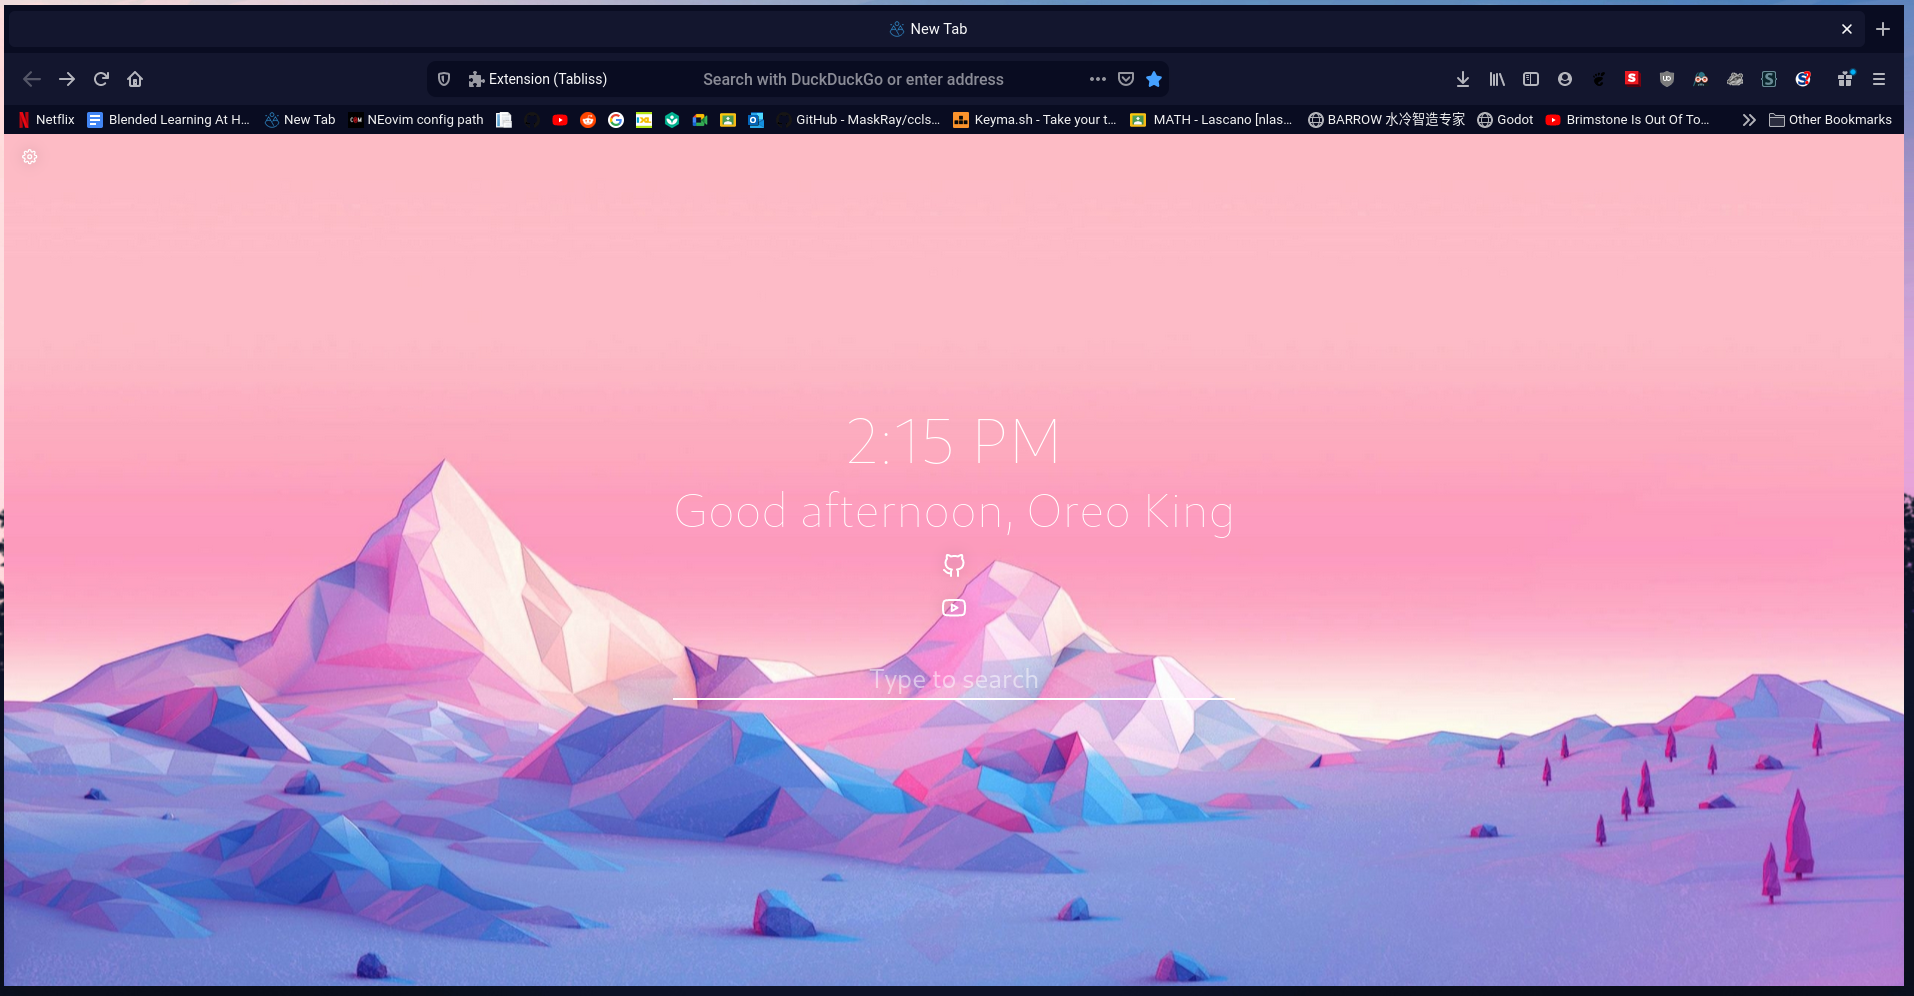 New Tab
Extension (Tabliss) Search with DuckDuckGo or enter address
Netflix Blended Learning At H... New Tab NEovim config path GitHub - MaskRay/ccls... Keyma.sh - Take your t... MATH - Lascano [nlas... BARROW 水冷智造专家 Godot Brimstone Is Out Of To... Other Bookmarks
2:15 PM
Good afternoon, Oreo King
Type to search